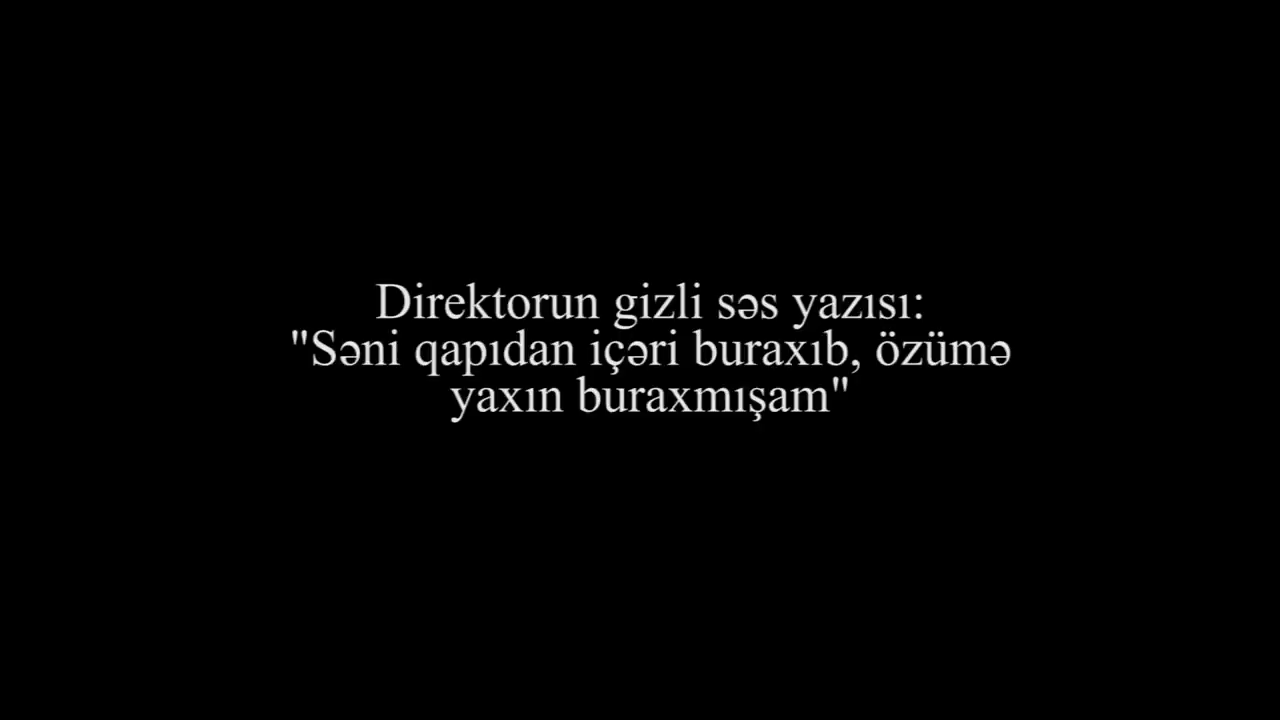 Direktorun gizli səs yazısı:
"Səni qapıdan içəri buraxıb, özümə
yaxın buraxmışam"